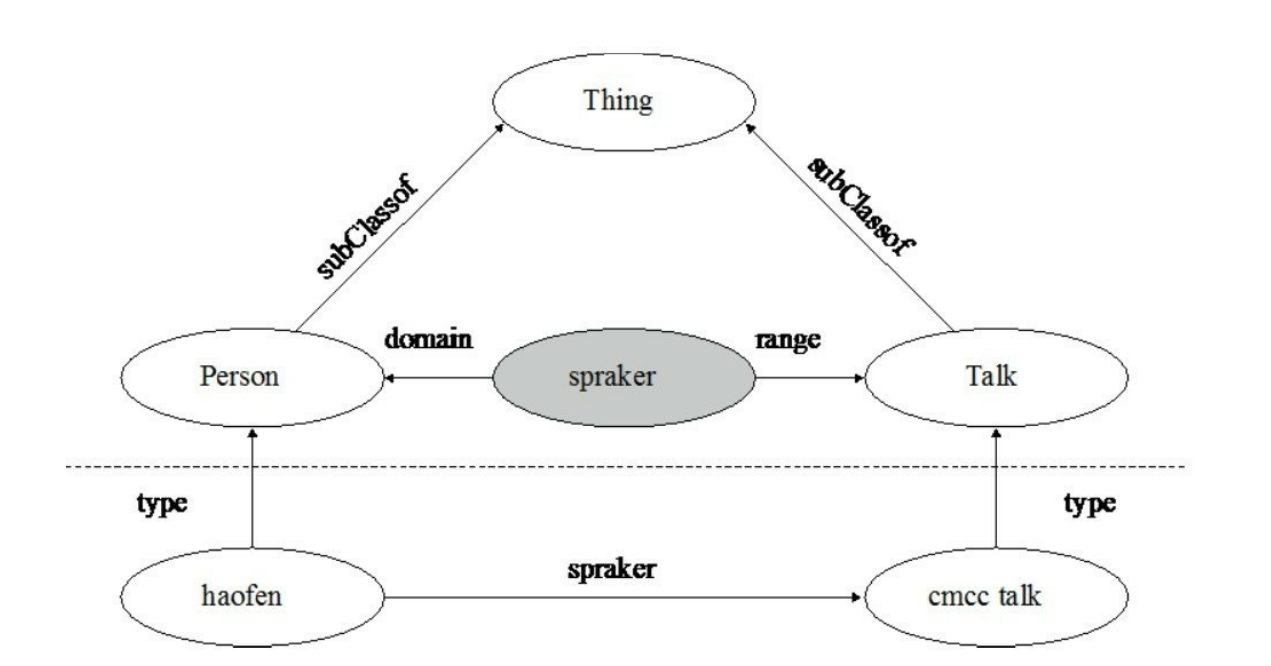 Thing
subClassof
subClassof
domain
range
Person
spraker
Talk
type
type
spraker
haofen
cmcc talk